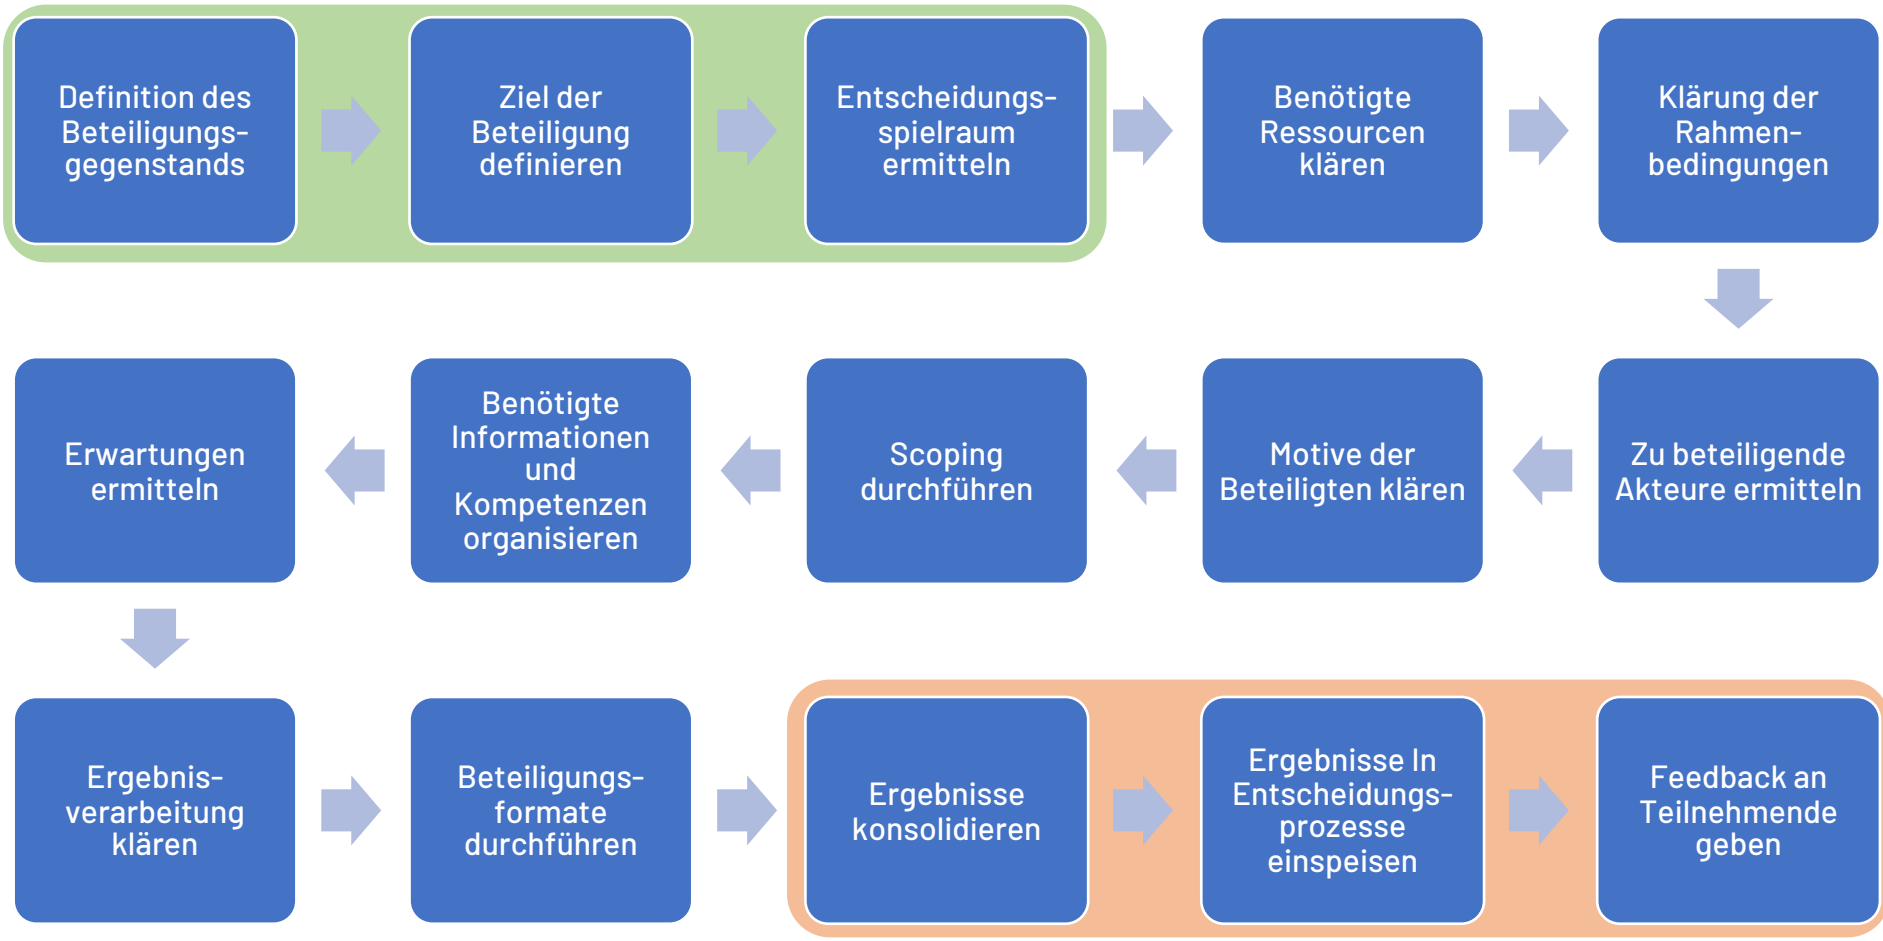 Definition des
Beteiligungs-
gegenstands
Ziel der
Beteiligung
definieren
Entscheidungs-
spielraum
ermitteln
Benötigte
Ressourcen
klären
Klärung der
Rahmen-
bedingungen
Zu beteiligende
Akteure ermitteln
Motive der
Beteiligten klären
Scoping
durchführen
Benötigte
Informationen
und
Kompetenzen
organisieren
Erwartungen
ermitteln
Ergebnis-
verarbeitung
klären
Beteiligungs-
formate
durchführen
Ergebnisse
konsolidieren
Ergebnisse In
Entscheidungs-
prozesse
einspeisen
Feedback an
Teilnehmende
geben